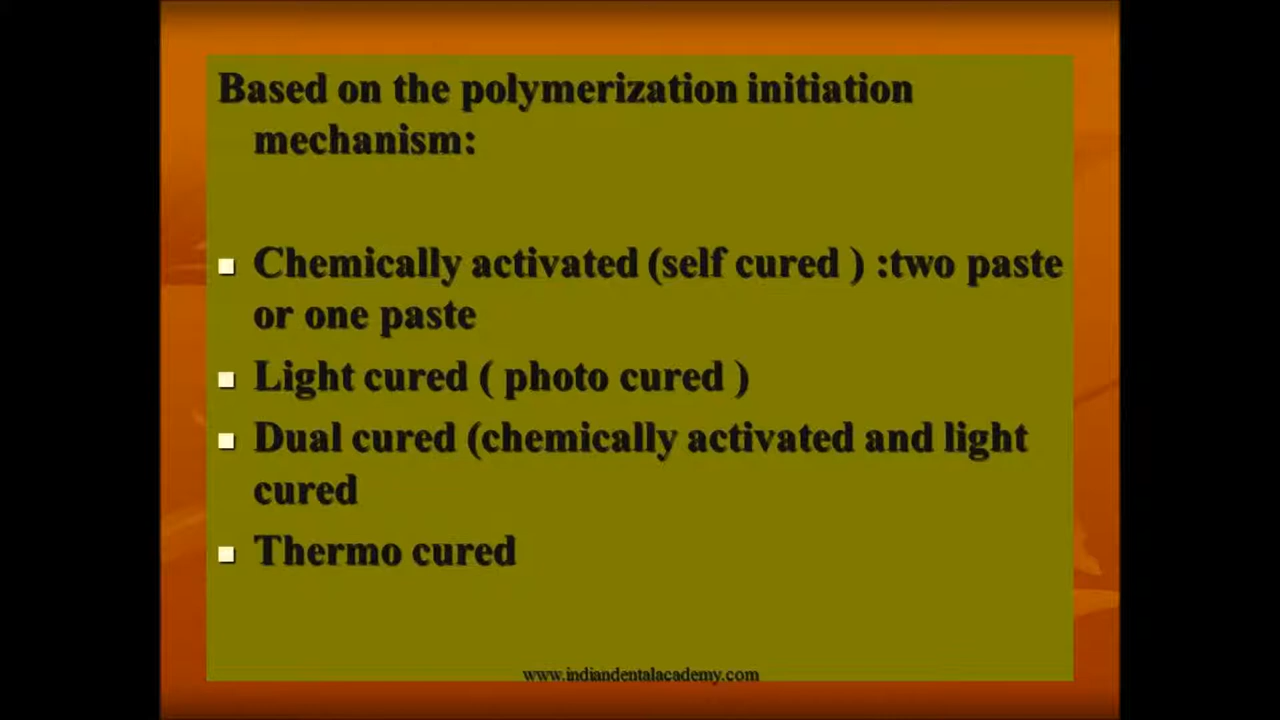 Based on the polymerization initiation
mechanism:
Chemically activated (self cured ) :two paste
or one paste
Light cured ( photo cured )
Dual cured (chemically activated and light
cured
Thermo cured
www.indiandentalacademy.com